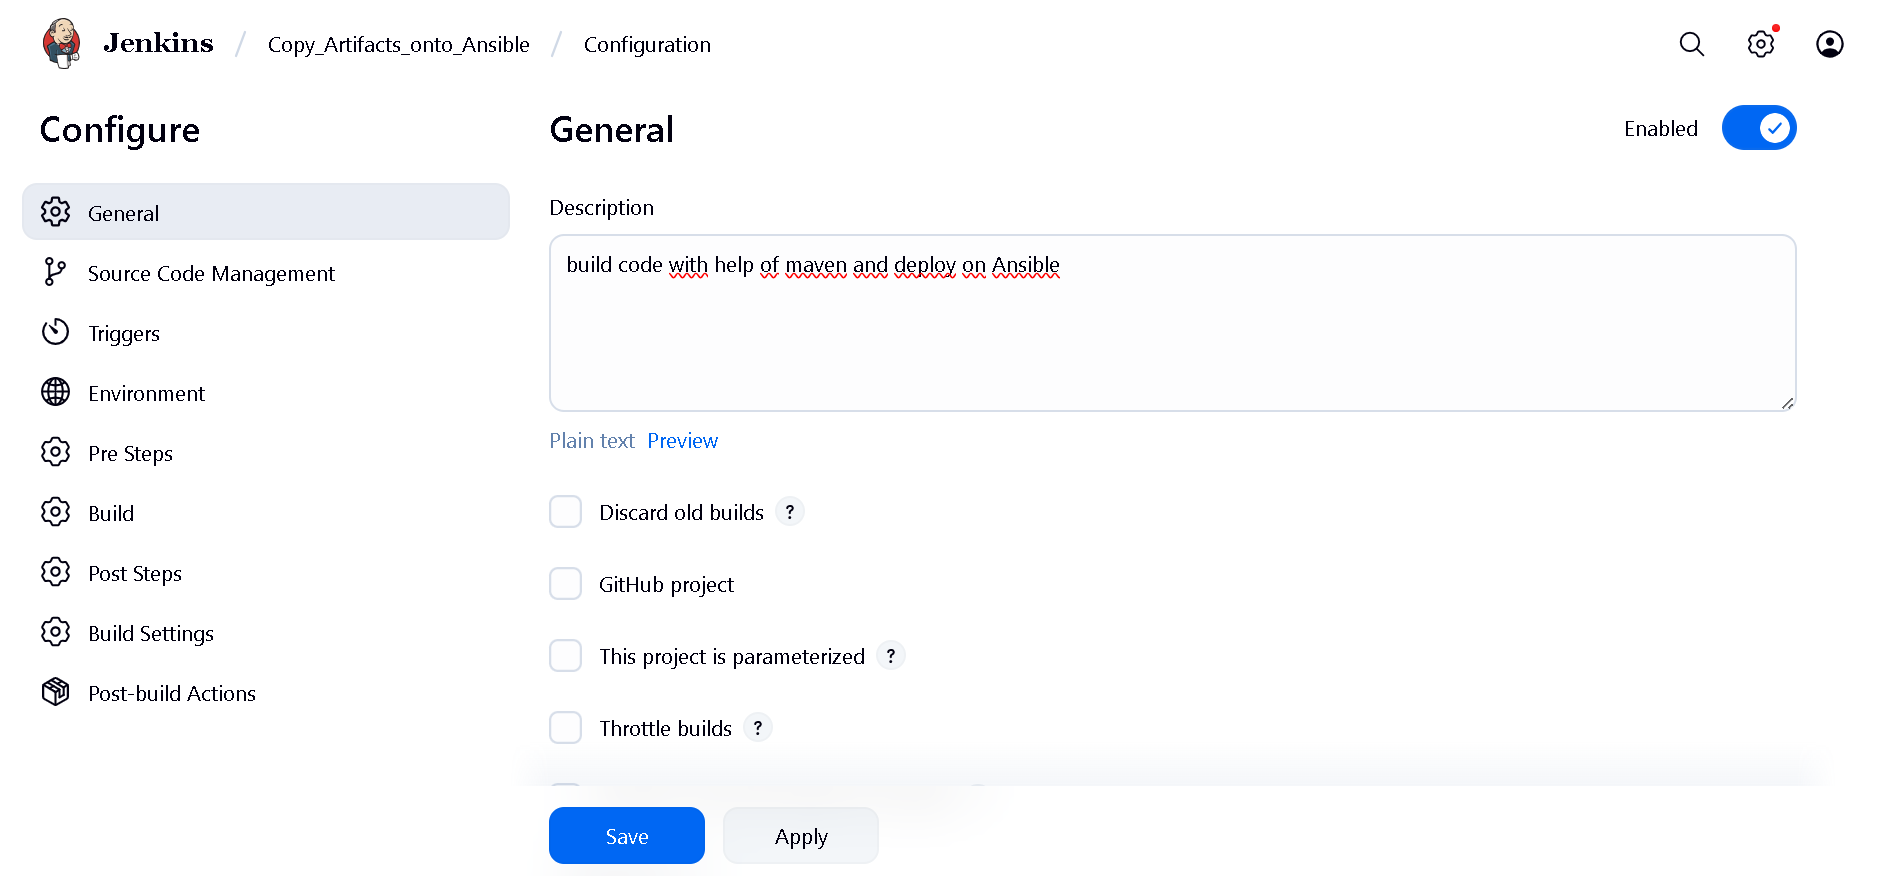 Jenkins / Copy_Artifacts_onto_Ansible / Configuration
Configure
General
Source Code Management
Triggers
Environment
Pre Steps
Build
Post Steps
Build Settings
Post-build Actions
General
Enabled
Description
build code with help of maven and deploy on Ansible
Plain text Preview
Discard old builds ?
GitHub project
This project is parameterized ?
Throttle builds ?
Save Apply